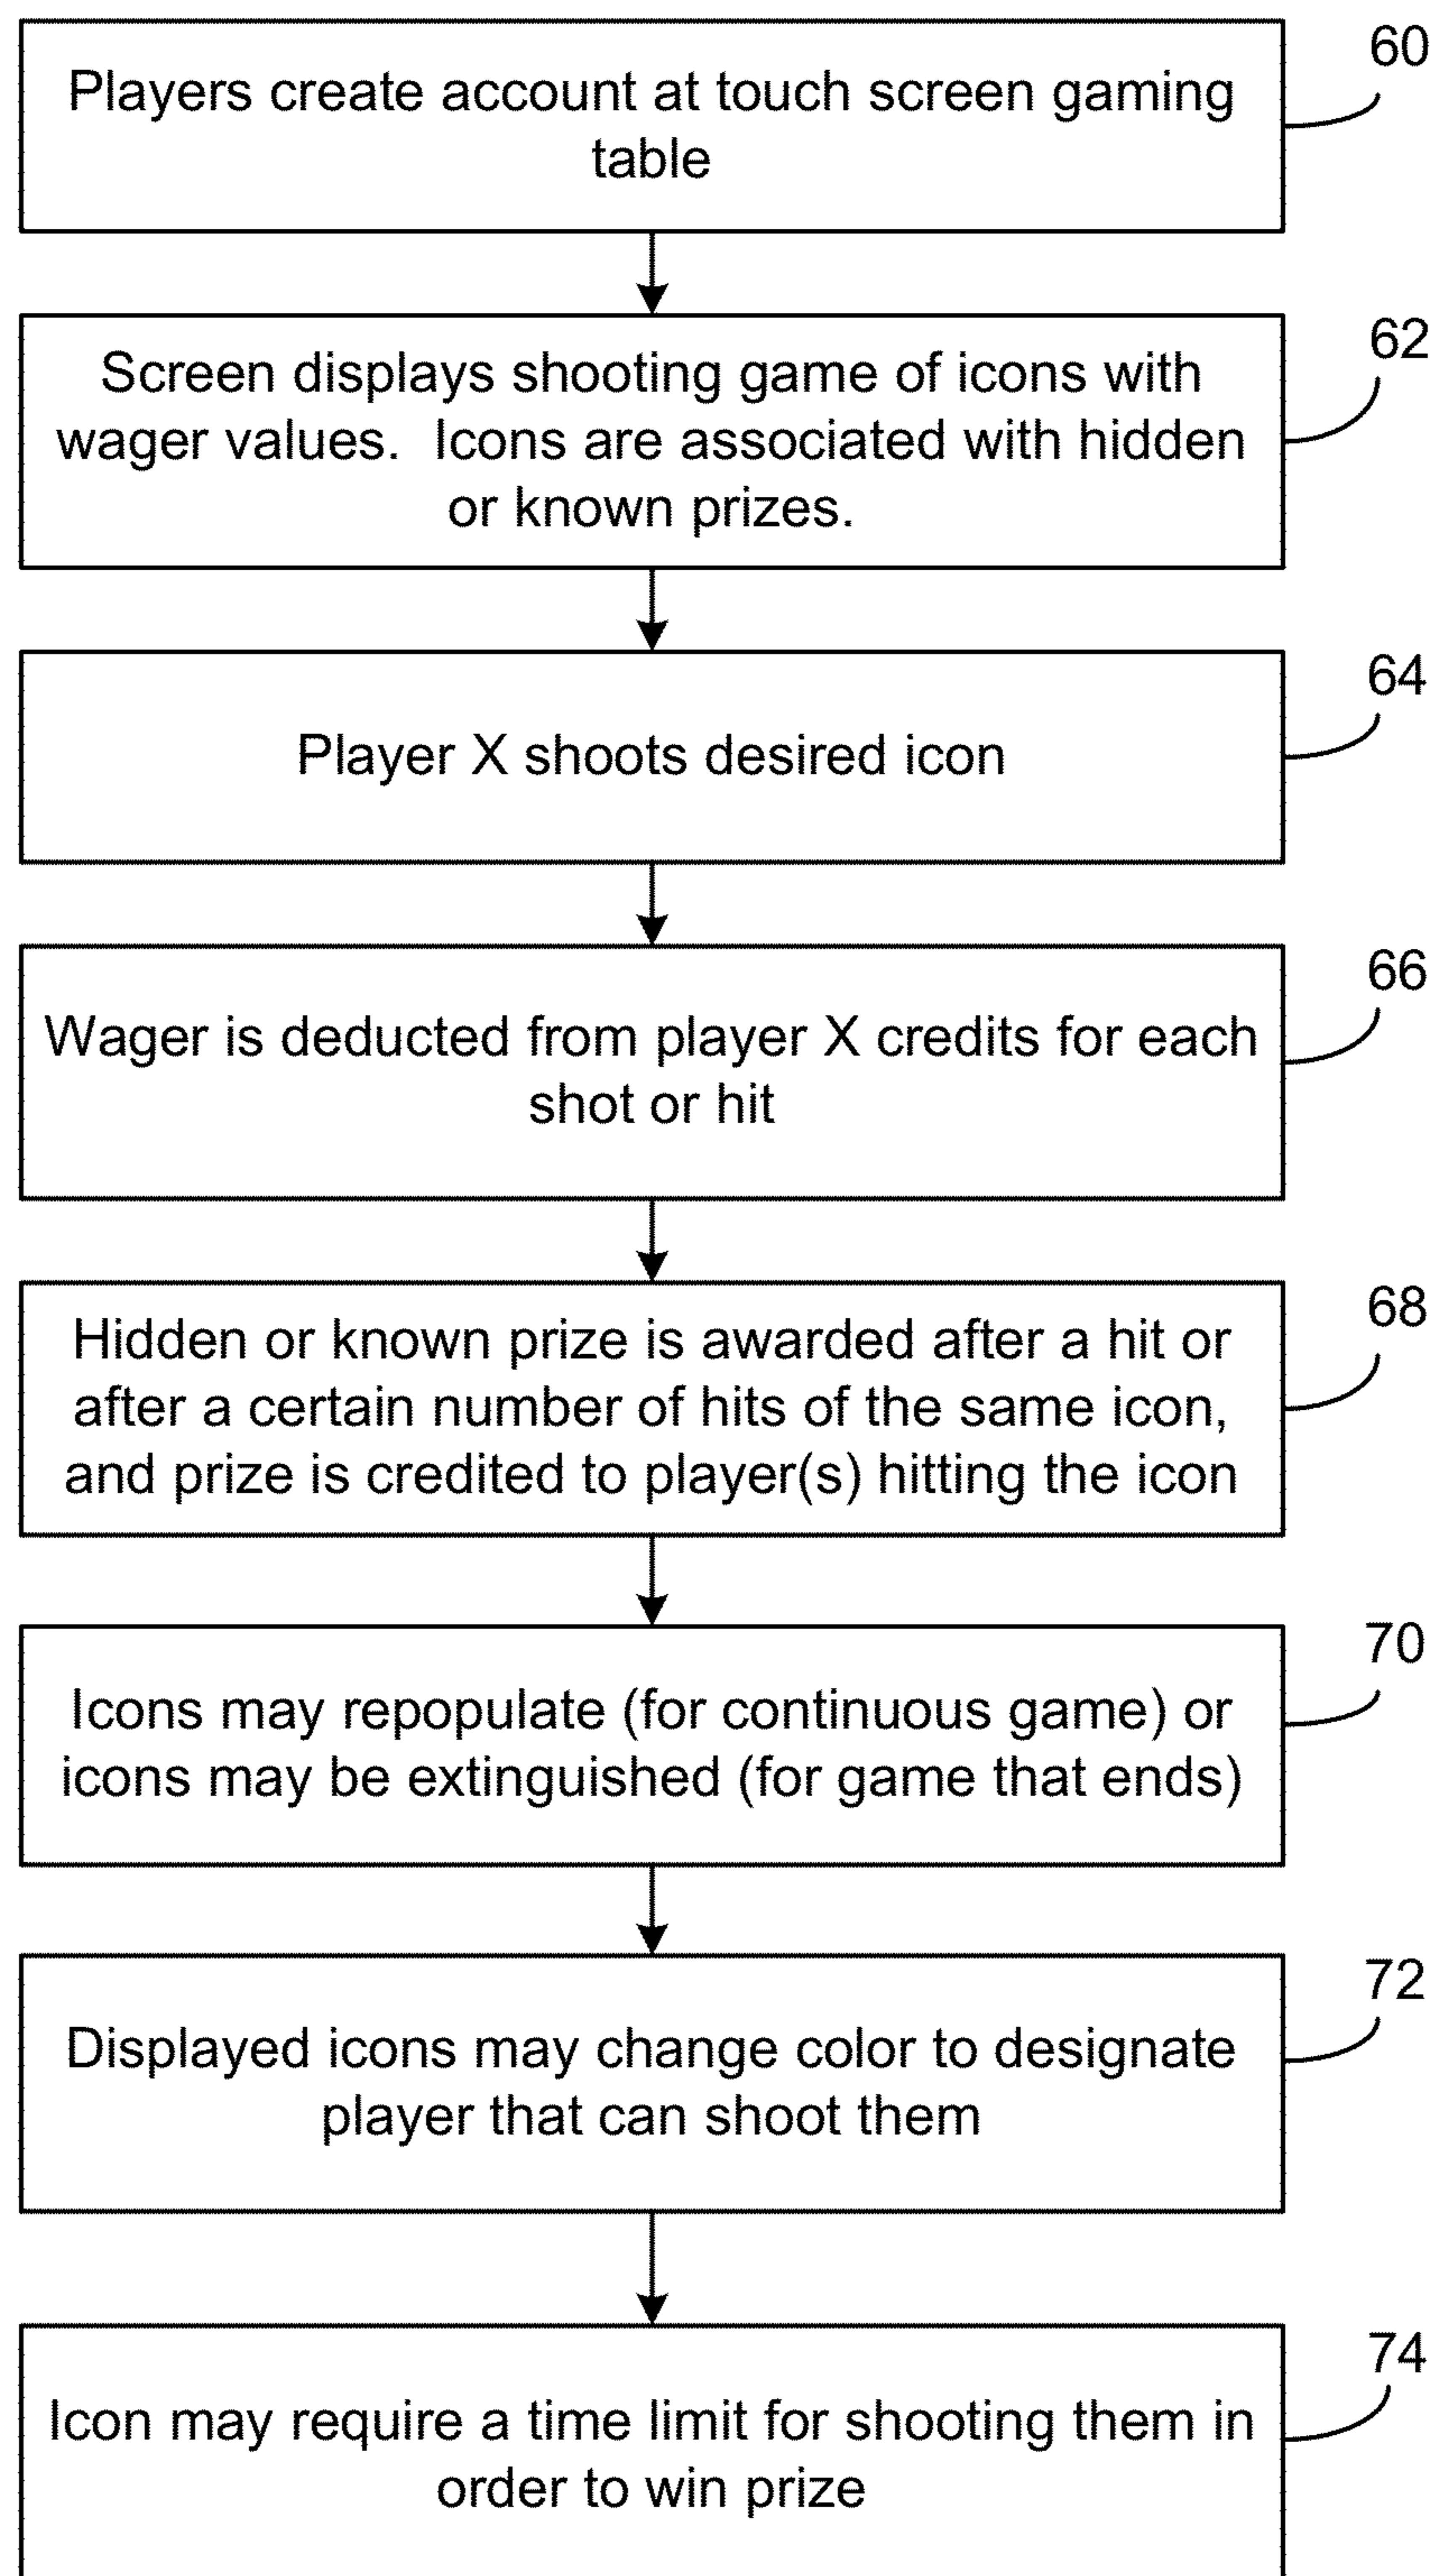 Players create account at touch screen gaming
table
60
Screen displays shooting game of icons with
wager values.  Icons are associated with hidden
or known prizes.
62
Player X shoots desired icon
64
Wager is deducted from player X credits for each
shot or hit
66
Hidden or known prize is awarded after a hit or
after a certain number of hits of the same icon,
and prize is credited to player(s) hitting the icon
68
Icons may repopulate (for continuous game) or
icons may be extinguished (for game that ends)
70
Displayed icons may change color to designate
player that can shoot them
72
Icon may require a time limit for shooting them in
order to win prize
74